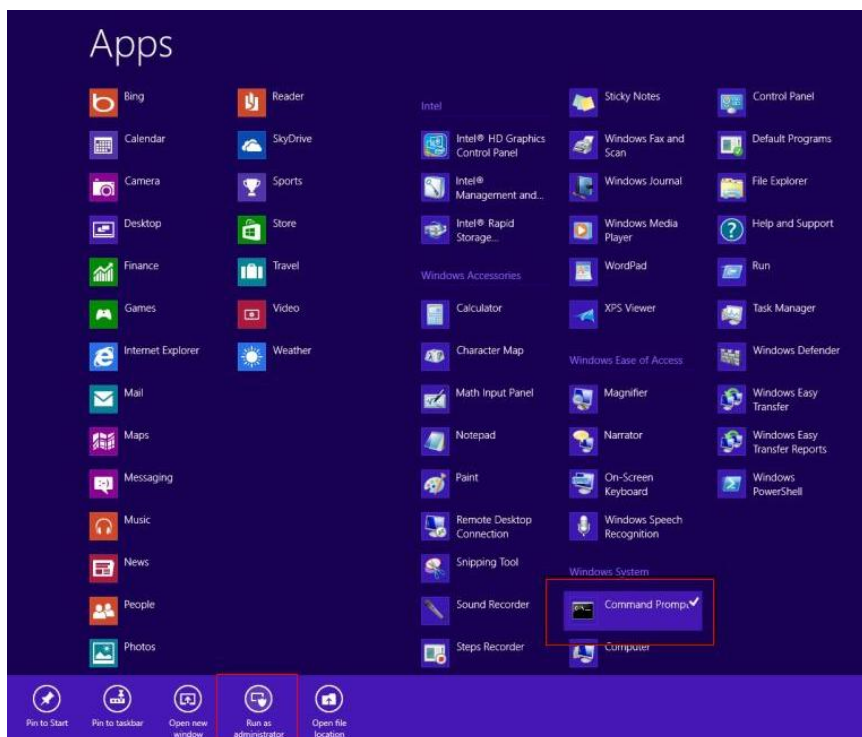 Apps
Bing
Calendar
Camera
Desktop
Finance
Games
Internet Explorer
Mail
Maps
Messaging
Music
News
People
Photos
Reader
SkyDrive
Sports
Store
Travel
Video
Weather
Intel
Intel® HD Graphics
Control Panel
Intel®
Management and...
Intel® Rapid
Storage...
Windows Accessories
Calculator
Character Map
Math Input Panel
Notepad
Paint
Remote Desktop
Connection
Snipping Tool
Sound Recorder
Steps Recorder
Sticky Notes
Windows Fax and
Scan
Windows Journal
Windows Media
Player
WordPad
XPS Viewer
Windows Ease of Access
Magnifier
Narrator
On-Screen
Keyboard
Windows Speech
Recognition
Windows System
Command Prompt
Computer
Control Panel
Default Programs
File Explorer
Help and Support
Run
Task Manager
Windows Defender
Windows Easy
Transfer
Windows Easy
Transfer Reports
Windows
PowerShell
Pin to Start
Pin to taskbar
Open new
window
Run as
administrator
Open file
location